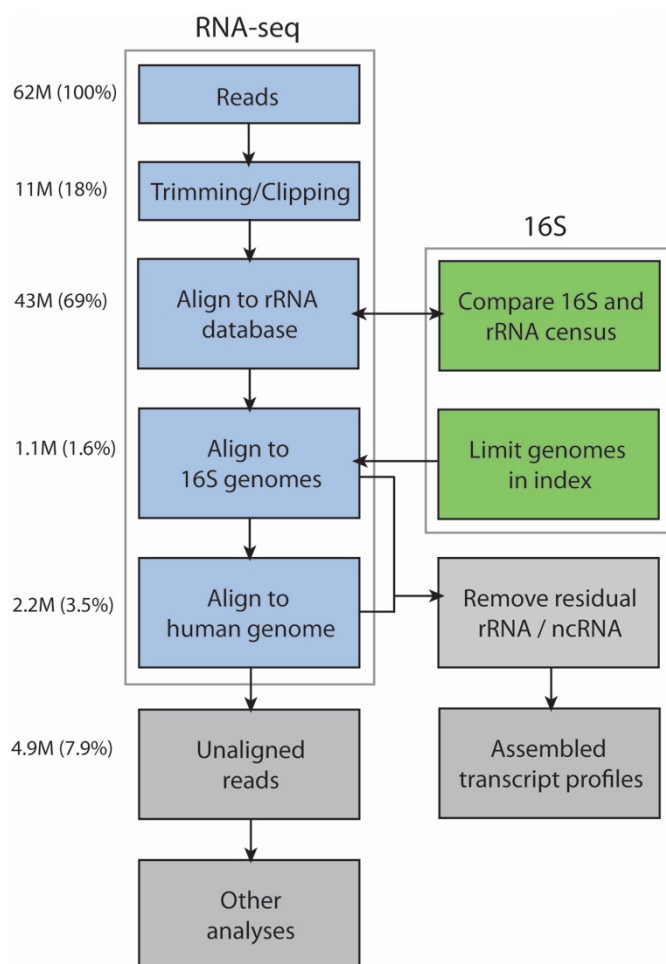 RNA-seq
62M (100%)
Reads
11M (18%)
Trimming/Clipping
16S
43M (69%)
Align to rRNA
database
Compare 16S and
rRNA census
1.1M (1.6%)
Align to
16S genomes
Limit genomes
in index
2.2M (3.5%)
Align to
human genome
Remove residual
rRNA / ncRNA
4.9M (7.9%)
Unaligned
reads
Assembled
transcript profiles
Other
analyses